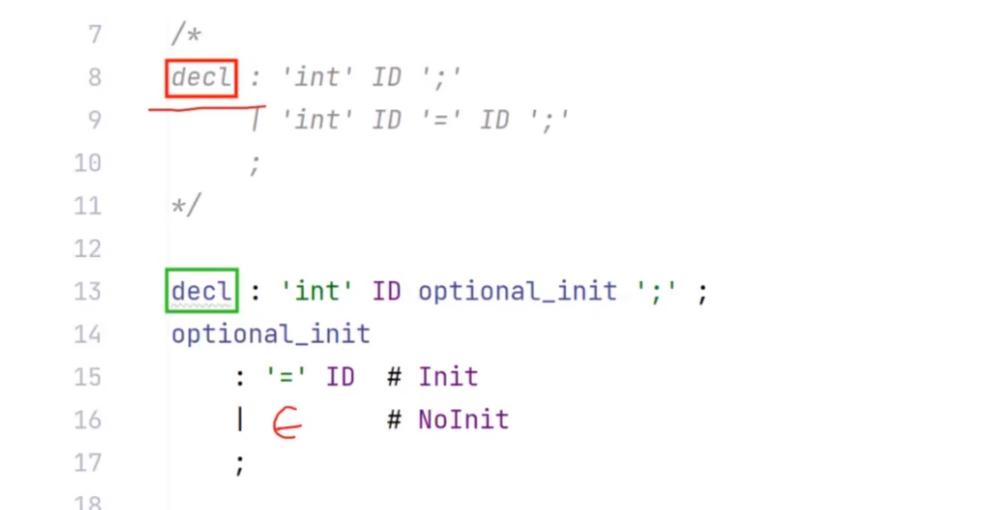 7 /*
8 decl : 'int' ID ';'
9 | 'int' ID '=' ID ';'
10 ;
11 */
12
13 decl : 'int' ID optional_init ';' ;
14 optional_init
15 : '=' ID # Init
16 | ∈ # NoInit
17 ;
18